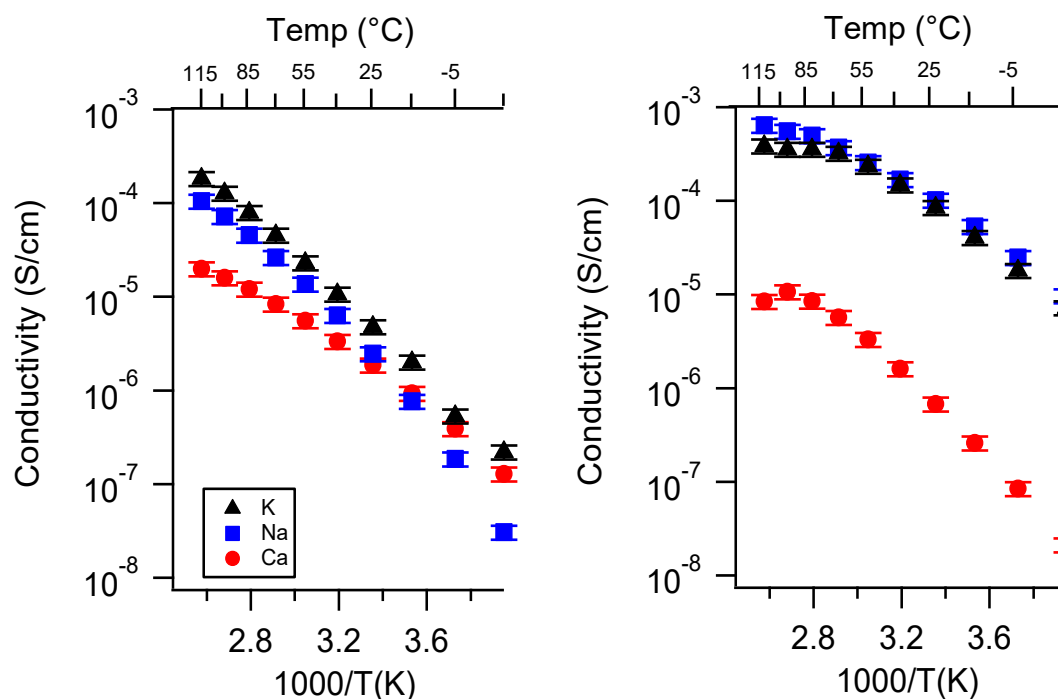 Temp (°C)
115 85 55 25 -5
10-3
10-4
10-5
10-6
10-7
10-8
Conductivity (S/cm)
K
Na
Ca
2.8 3.2 3.6
1000/T(K)
Temp (°C)
115 85 55 25 -5
10-3
10-4
10-5
10-6
10-7
10-8
Conductivity (S/cm)
2.8 3.2 3.6
1000/T(K)